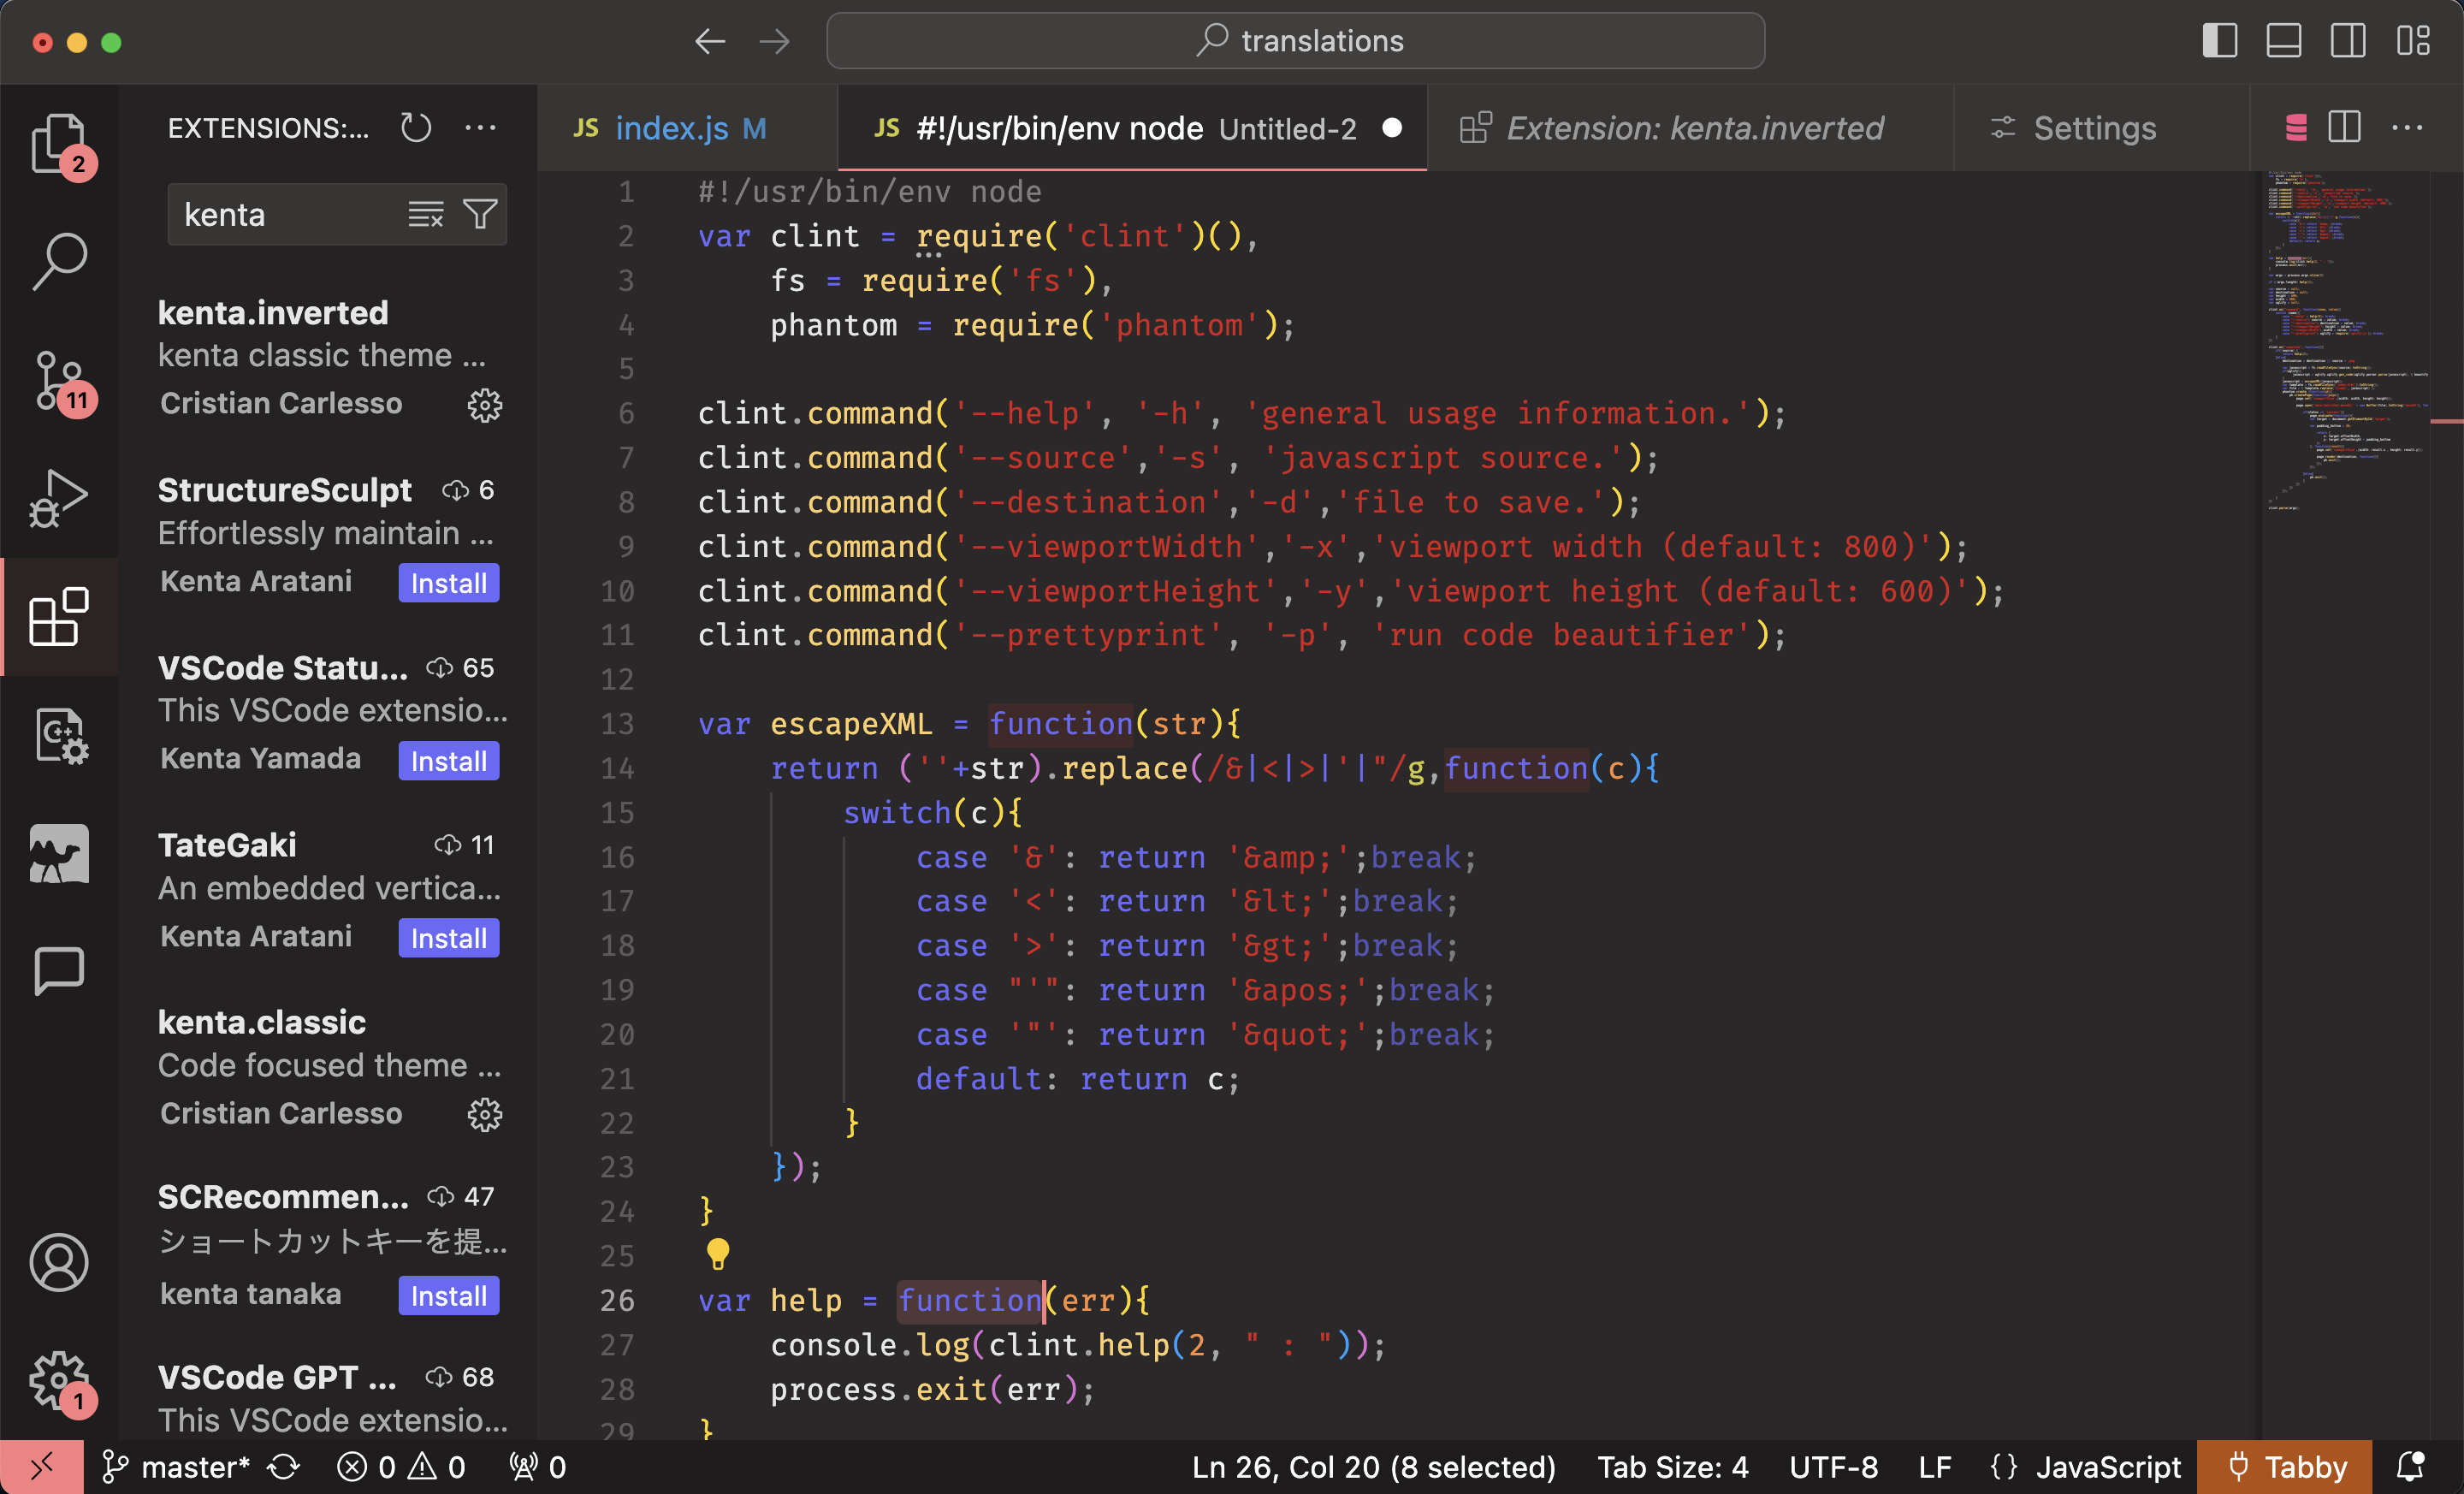 translations
EXTENSIONS:...
kenta
kenta.inverted
kenta classic theme ...
Cristian Carlesso
StructureSculpt 6
Effortlessly maintain ...
Kenta Aratani Install
VSCode Statu... 65
This VSCode extensio...
Kenta Yamada Install
TateGaki 11
An embedded vertica...
Kenta Aratani Install
kenta.classic
Code focused theme ...
Cristian Carlesso
SCRecommen... 47
ショートカットキーを提...
kenta tanaka Install
VSCode GPT ... 68
This VSCode extensio...
2
11
C++
1
JS index.js M
JS #!/usr/bin/env node Untitled-2
Extension: kenta.inverted
Settings
1 #!/usr/bin/env node
2 var clint = require('clint')(),
3     fs = require('fs'),
4     phantom = require('phantom');
5
6 clint.command('--help', '-h', 'general usage information.');
7 clint.command('--source','-s', 'javascript source.');
8 clint.command('--destination','-d','file to save.');
9 clint.command('--viewportWidth','-x','viewport width (default: 800)');
10 clint.command('--viewportHeight','-y','viewport height (default: 600)');
11 clint.command('--prettyprint', '-p', 'run code beautifier');
12
13 var escapeXML = function(str){
14     return (''+str).replace(/&|<|>|'|"/g,function(c){
15         switch(c){
16             case '&': return '&amp;';break;
17             case '<': return '&lt;';break;
18             case '>': return '&gt;';break;
19             case "'": return '&apos;';break;
20             case '"': return '&quot;';break;
21             default: return c;
22         }
23     });
24 }
25
26 var help = function(err){
27     console.log(clint.help(2, " : "));
28     process.exit(err);
29 }
master* 0 0 0 Ln 26, Col 20 (8 selected) Tab Size: 4 UTF-8 LF {} JavaScript Tabby